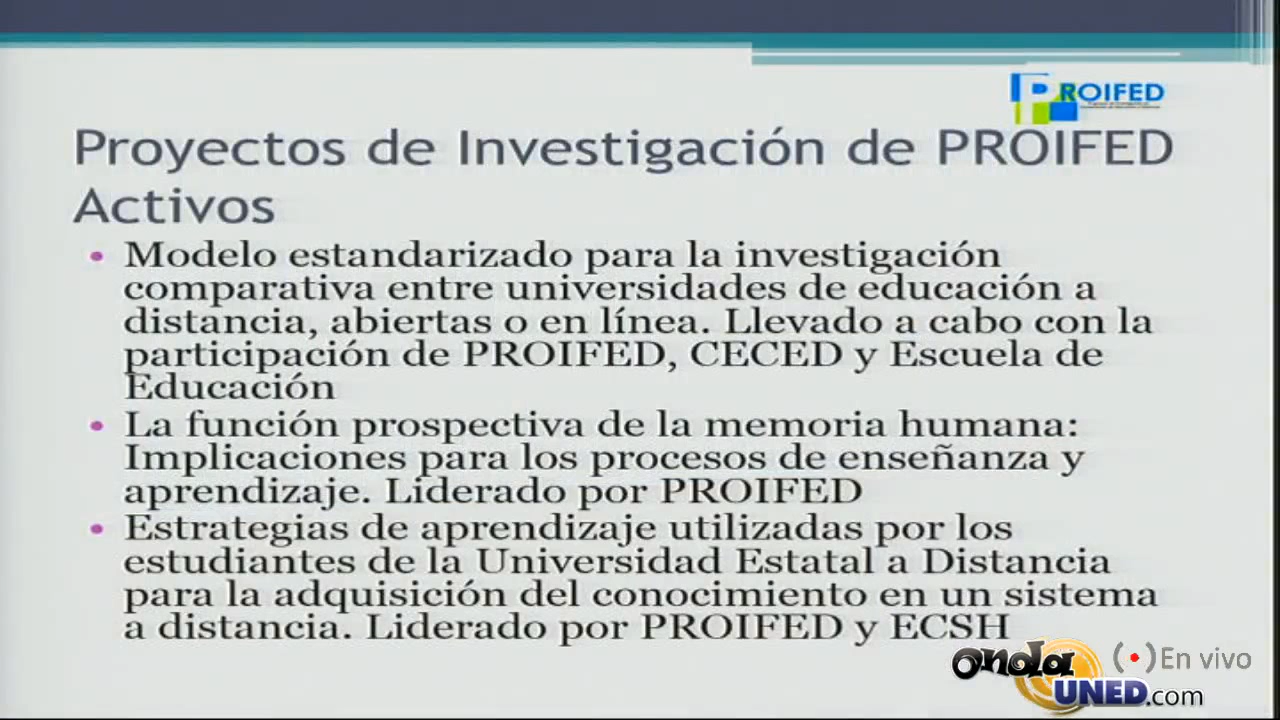 PROIFED
Proyectos de Investigación de PROIFED
Activos
• Modelo estandarizado para la investigación
comparativa entre universidades de educación a
distancia, abiertas o en línea. Llevado a cabo con la
participación de PROIFED, CECED y Escuela de
Educación
• La función prospectiva de la memoria humana:
Implicaciones para los procesos de enseñanza y
aprendizaje. Liderado por PROIFED
• Estrategias de aprendizaje utilizadas por los
estudiantes de la Universidad Estatal a Distancia
para la adquisición del conocimiento en un sistema
a distancia. Liderado por PROIFED y ECSH
onda UNED.com
(•) En vivo